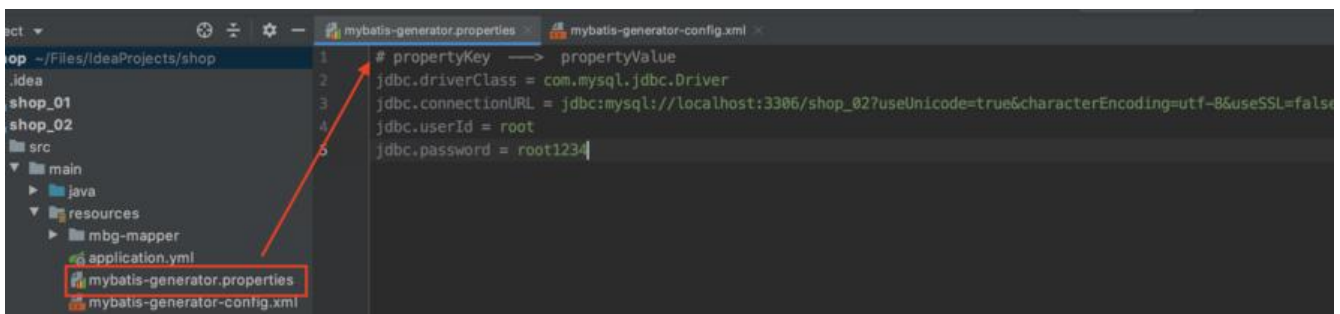 ect
mybatis-generator.properties
mybatis-generator-config.xml
op ~/Files/IdeaProjects/shop
.idea
shop_01
shop_02
src
main
java
resources
mbg-mapper
application.yml
mybatis-generator.properties
mybatis-generator-config.xml
1 # propertyKey ———> propertyValue
2 jdbc.driverClass = com.mysql.jdbc.Driver
3 jdbc.connectionURL = jdbc:mysql://localhost:3306/shop_02?useUnicode=true&characterEncoding=utf-8&useSSL=false
4 jdbc.userId = root
5 jdbc.password = root1234